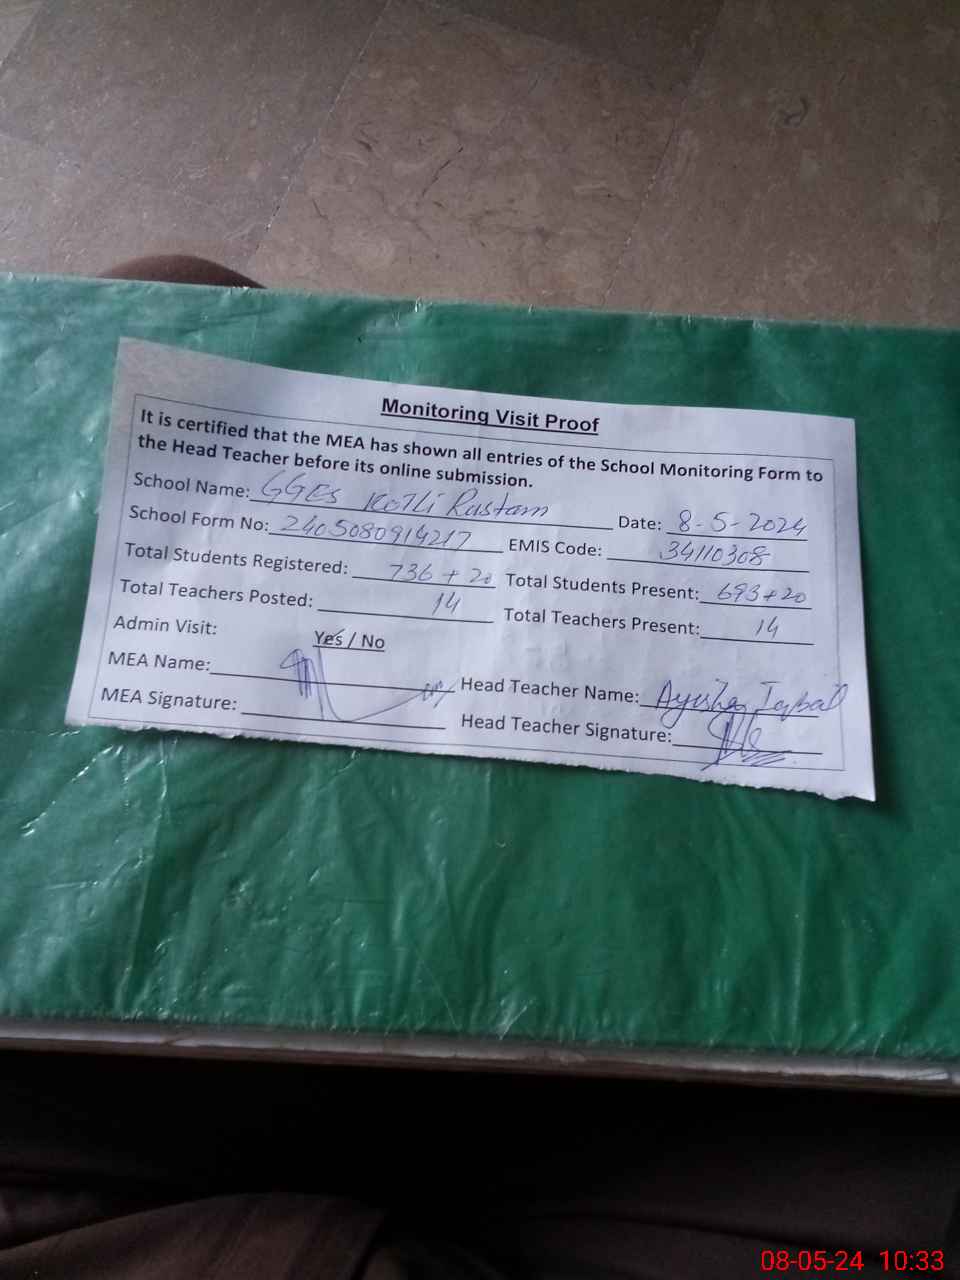 Monitoring Visit Proof
It is certified that the MEA has shown all entries of the School Monitoring Form to
the Head Teacher before its online submission.
School Name: GGES Kotli Rustam Date: 8-5-2024
School Form No: 2405080914217 EMIS Code: 34110308
Total Students Registered: 736 + 20 Total Students Present: 693+20
Total Teachers Posted: 14 Total Teachers Present: 14
Admin Visit: Yes / No
MEA Name: Head Teacher Name: Ayesha Iqbal
MEA Signature: Head Teacher Signature:
08-05-24 10:33